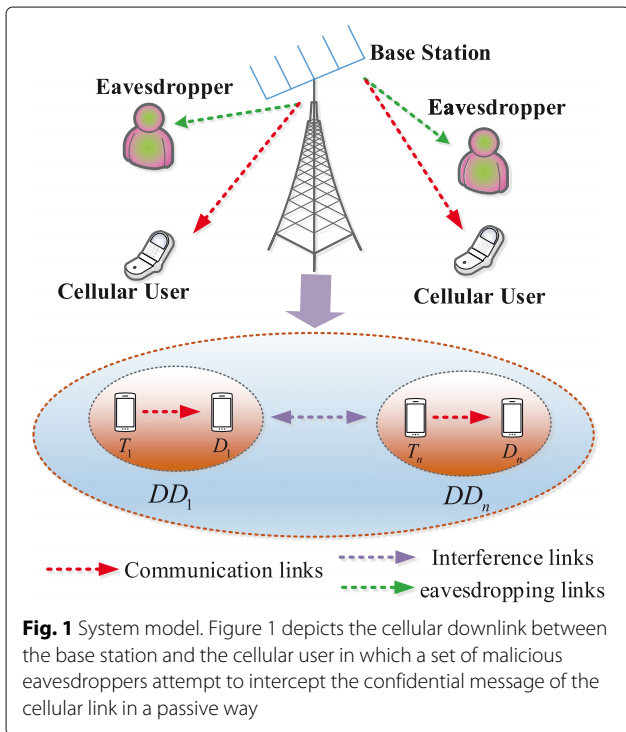 Base Station
Eavesdropper
Eavesdropper
Cellular User
Cellular User
T1 D1 Tn Dn
DD1 DDn
Communication links
Interference links
eavesdropping links
Fig. 1 System model. Figure 1 depicts the cellular downlink between
the base station and the cellular user in which a set of malicious
eavesdroppers attempt to intercept the confidential message of the
cellular link in a passive way